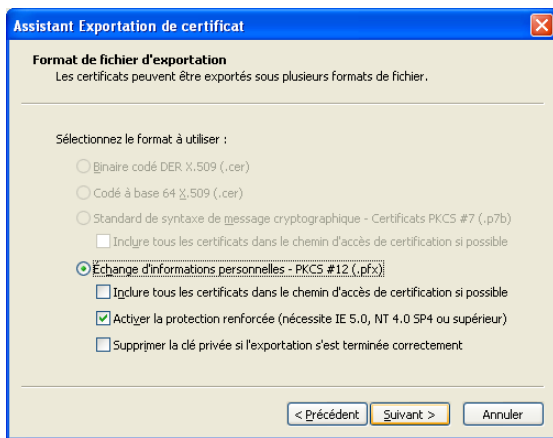 Assistant Exportation de certificat
Format de fichier d'exportation
Les certificats peuvent être exportés sous plusieurs formats de fichier.
Sélectionnez le format à utiliser :
Binaire codé DER X.509 (.cer)
Codé à base 64 X.509 (.cer)
Standard de syntaxe de message cryptographique - Certificats PKCS #7 (.p7b)
Inclure tous les certificats dans le chemin d'accès de certification si possible
Échange d'informations personnelles - PKCS #12 (.pfx)
Inclure tous les certificats dans le chemin d'accès de certification si possible
Activer la protection renforcée (nécessite IE 5.0, NT 4.0 SP4 ou supérieur)
Supprimer la clé privée si l'exportation s'est terminée correctement
< Précédent Suivant > Annuler